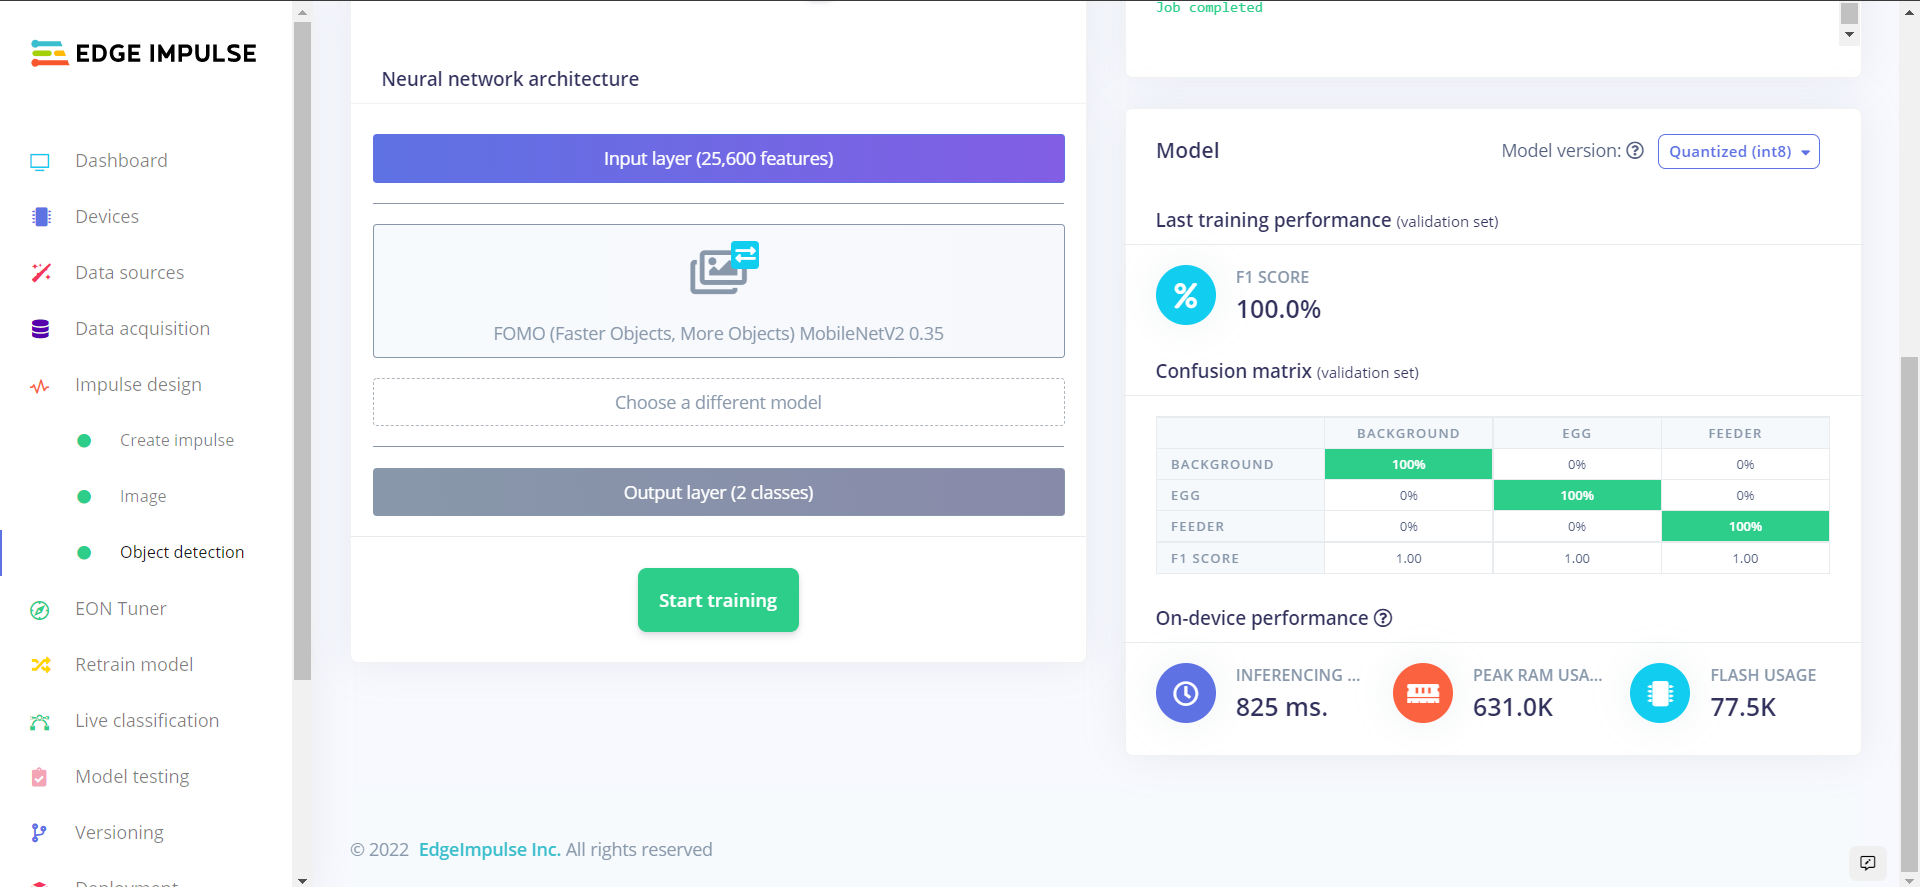 EDGE IMPULSE
Dashboard
Devices
Data sources
Data acquisition
Impulse design
Create impulse
Image
Object detection
EON Tuner
Retrain model
Live classification
Model testing
Versioning
Deployment
Neural network architecture
Input layer (25,600 features)
FOMO (Faster Objects, More Objects) MobileNetV2 0.35
Choose a different model
Output layer (2 classes)
Start training
Job completed
Model
Model version: ? Quantized (int8)
Last training performance (validation set)
%
F1 SCORE
100.0%
Confusion matrix (validation set)
BACKGROUND EGG FEEDER
BACKGROUND 100% 0% 0%
EGG 0% 100% 0%
FEEDER 0% 0% 100%
F1 SCORE 1.00 1.00 1.00
On-device performance ?
INFERENCING ... PEAK RAM USA... FLASH USAGE
825 ms. 631.0K 77.5K
© 2022 EdgeImpulse Inc. All rights reserved